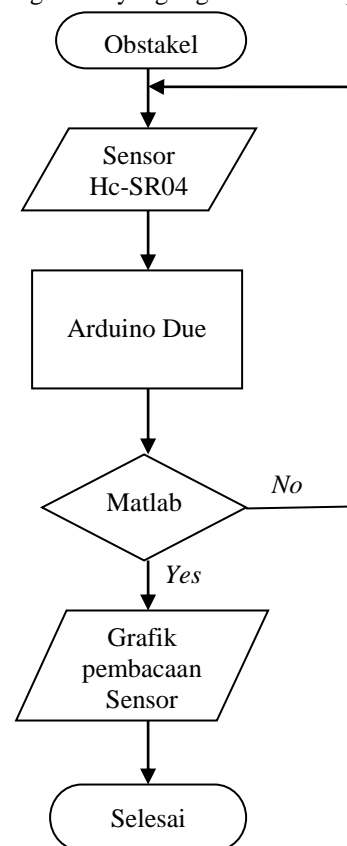 Obstakel
Sensor
Hc-SR04
Arduino Due
Matlab
No
Yes
Grafik
pembacaan
Sensor
Selesai